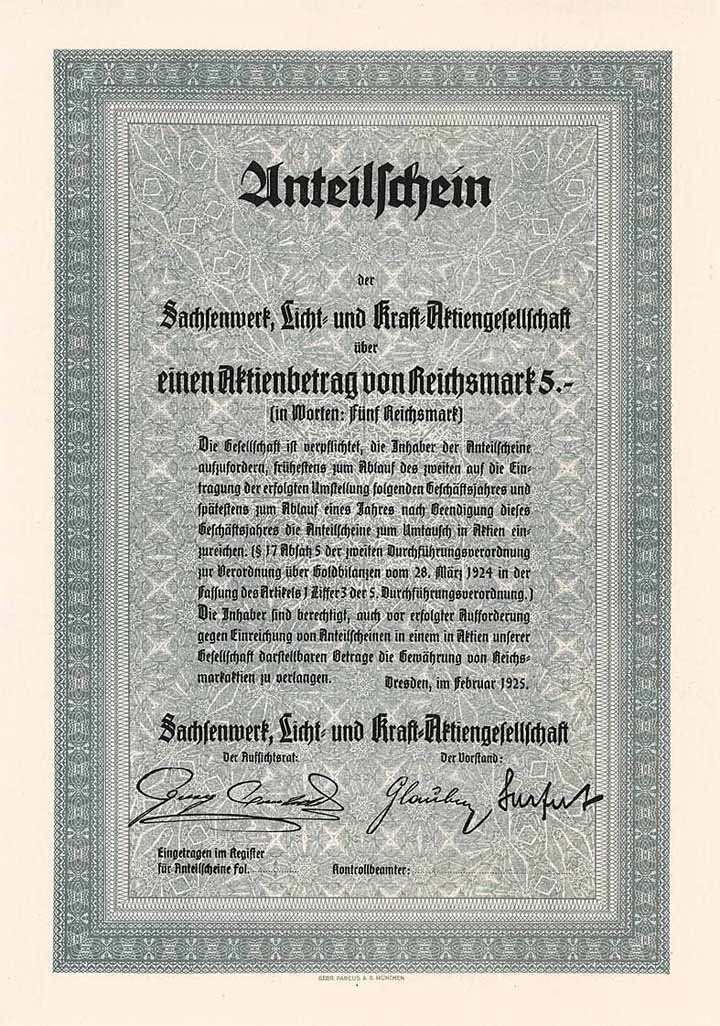 Anteilschein
der
Sachsenwerk, Licht- und Kraft-Aktiengesellschaft
über
einen Aktienbetrag von Reichsmark 5.-
(in Worten: Fünf Reichsmark)
Die Gesellschaft ist verpflichtet, die Inhaber der Anteilscheine
aufzufordern, frühestens zum Ablauf des zweiten auf die Ein-
tragung der erfolgten Umstellung folgenden Geschäftsjahres und
spätestens zum Ablauf eines Jahres nach Beendigung dieses
Geschäftsjahres die Anteilscheine zum Umtausch in Aktien ein-
zureichen. (§ 17 Absatz 5 der zweiten Durchführungsverordnung
zur Verordnung über Goldbilanzen vom 28. März 1924 in der
Fassung des Artikels 1 Ziffer 3 der 5. Durchführungsverordnung.)
Die Inhaber sind berechtigt, auch vor erfolgter Aufforderung
gegen Einreichung von Anteilscheinen in einem in Aktien unserer
Gesellschaft darstellbaren Betrage die Gewährung von Reichs-
markaktien zu verlangen.
Dresden, im Februar 1925.
Sachsenwerk, Licht- und Kraft-Aktiengesellschaft
Der Aufsichtsrat:
Der Vorstand:
Eingetragen im Register
für Anteilscheine Fol.
Kontrollbeamter:
GEBR. PARCUS A.G. MÜNCHEN